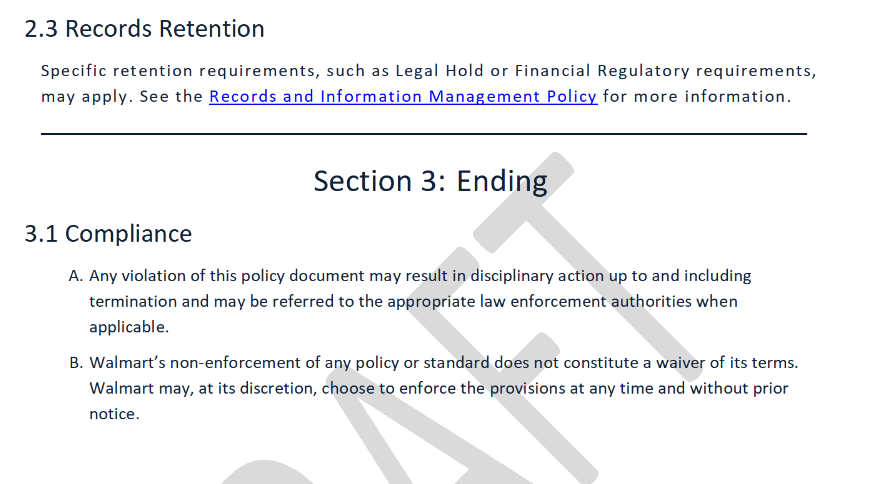 2.3 Records Retention
Specific retention requirements, such as Legal Hold or Financial Regulatory requirements,
may apply. See the Records and Information Management Policy for more information.
Section 3: Ending
3.1 Compliance
A. Any violation of this policy document may result in disciplinary action up to and including
termination and may be referred to the appropriate law enforcement authorities when
applicable.
B. Walmart’s non-enforcement of any policy or standard does not constitute a waiver of its terms.
Walmart may, at its discretion, choose to enforce the provisions at any time and without prior
notice.
DRAFT